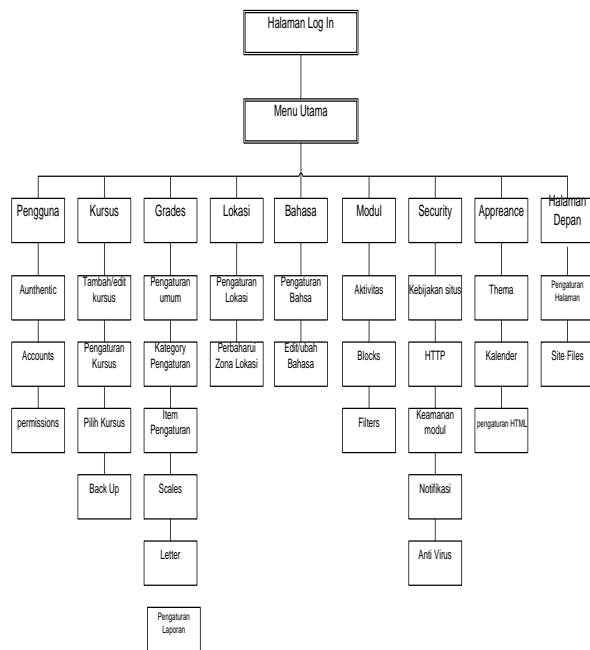 Halaman Log In
Menu Utama
Pengguna
Kursus
Grades
Lokasi
Bahasa
Modul
Security
Appreance
Halaman
Depan
Aunthentic
Tambah/edit
kursus
Pengaturan
umum
Pengaturan
Lokasi
Pengaturan
Bahsa
Aktivitas
Kebijakan situs
Thema
Pengaturan
Halaman
Accounts
Pengaturan
Kursus
Kategory
Pengaturan
Perbaharui
Zona Lokasi
Edit/ubah
Bahasa
Blocks
HTTP
Kalender
Site Files
permissions
Pilih Kursus
Item
Pengaturan
Filters
Keamanan
modul
pengaturan HTML
Back Up
Scales
Notifikasi
Letter
Anti Virus
Pengaturan
Laporan